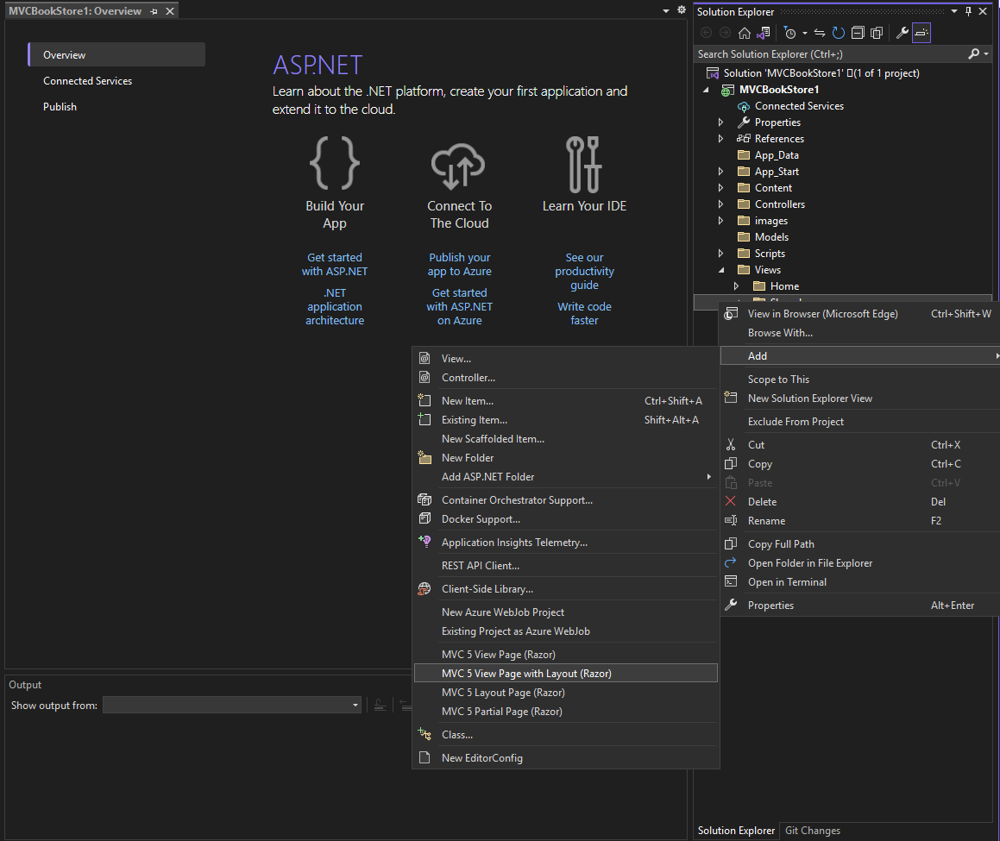 MVCBookStore1: Overview
Overview
Connected Services
Publish
ASP.NET
Learn about the .NET platform, create your first application and
extend it to the cloud.
Build Your
App
Connect To
The Cloud
Learn Your IDE
Get started
with ASP.NET
.NET
application
architecture
Publish your
app to Azure
Get started
with ASP.NET
on Azure
See our
productivity
guide
Write code
faster
Solution Explorer
Search Solution Explorer (Ctrl+;)
Solution 'MVCBookStore1' (1 of 1 project)
MVCBookStore1
Connected Services
Properties
References
App_Data
App_Start
Content
Controllers
images
Models
Scripts
Views
Home
View in Browser (Microsoft Edge) Ctrl+Shift+W
Browse With...
Add
Scope to This
New Solution Explorer View
Exclude From Project
Cut Ctrl+X
Copy Ctrl+C
Paste Ctrl+V
Delete Del
Rename F2
Copy Full Path
Open Folder in File Explorer
Open in Terminal
Properties Alt+Enter
View...
Controller...
New Item... Ctrl+Shift+A
Existing Item... Shift+Alt+A
New Scaffolded Item...
New Folder
Add ASP.NET Folder
Container Orchestrator Support...
Docker Support...
Application Insights Telemetry...
REST API Client...
Client-Side Library...
New Azure WebJob Project
Existing Project as Azure WebJob
MVC 5 View Page (Razor)
MVC 5 View Page with Layout (Razor)
MVC 5 Layout Page (Razor)
MVC 5 Partial Page (Razor)
Class...
New EditorConfig
Output
Show output from:
Solution Explorer
Git Changes